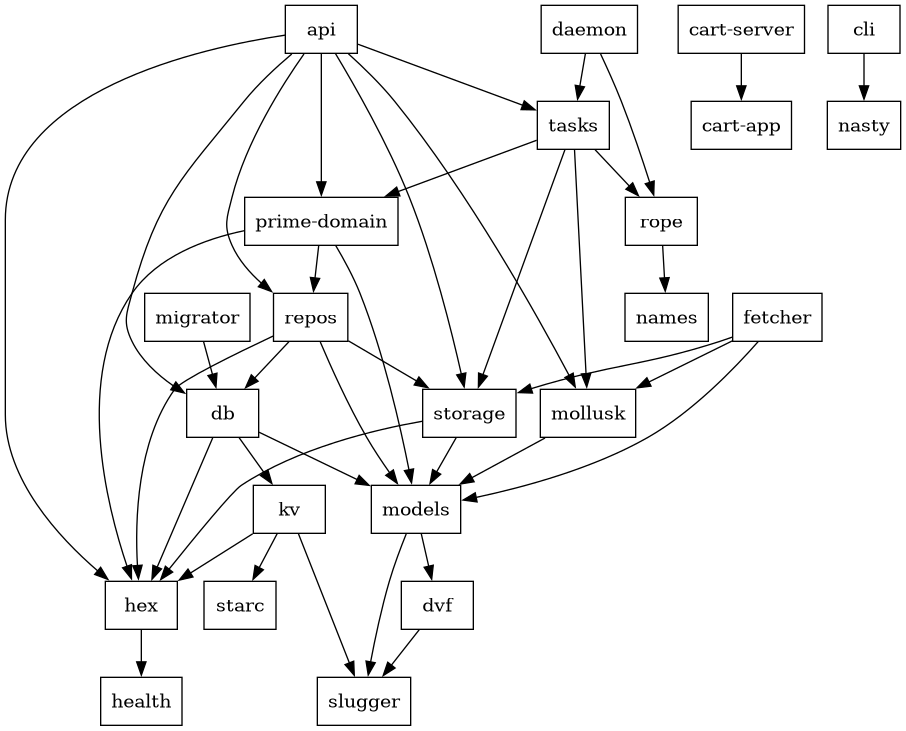 api
daemon
cart-server
cli
tasks
cart-app
nasty
prime-domain
rope
migrator
repos
names
fetcher
db
storage
mollusk
kv
models
hex
starc
dvf
health
slugger